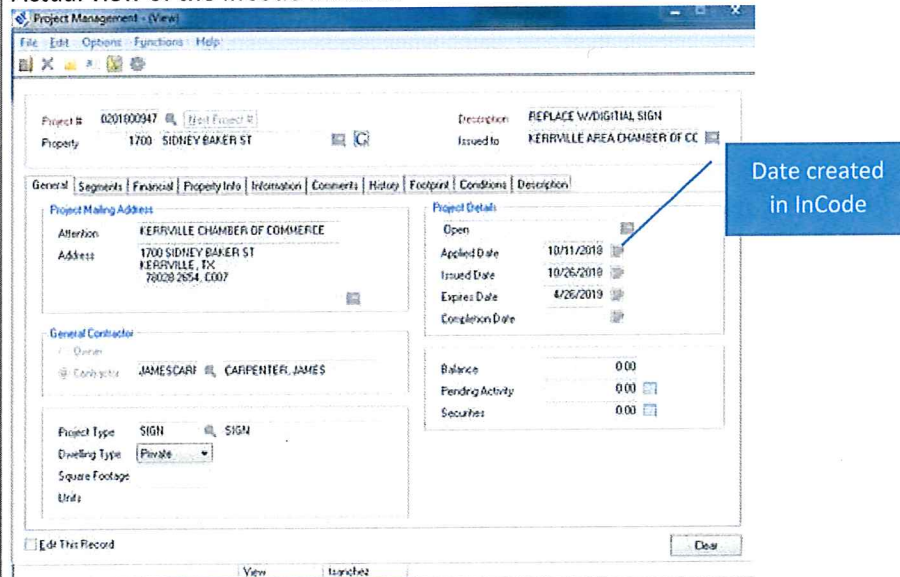 Project Management - (View)
File Edit Options Functions Help
Project # 0201800947 Next Project #
Description REPLACE W/DIGITIAL SIGN
Property 1700 SIDNEY BAKER ST
Issued to KERRVILLE AREA CHAMBER OF CC
Date created
in InCode
General Segments Financial Property Info Information Comments History Footprint Conditions Description
Project Mailing Address
Attention KERRVILLE CHAMBER OF COMMERCE
Address 1700 SIDNEY BAKER ST
KERRVILLE, TX
78028 2654, C007
Project Details
Open
Applied Date 10/11/2018
Issued Date 10/26/2018
Expires Date 4/26/2019
Completion Date
General Contractor
Owner
Contractor JAMESCARF CARPENTER, JAMES
Balance 0.00
Pending Activity 0.00
Securities 0.00
Project Type SIGN SIGN
Dwelling Type Private
Square Footage
Units
Edit This Record
Clear
View